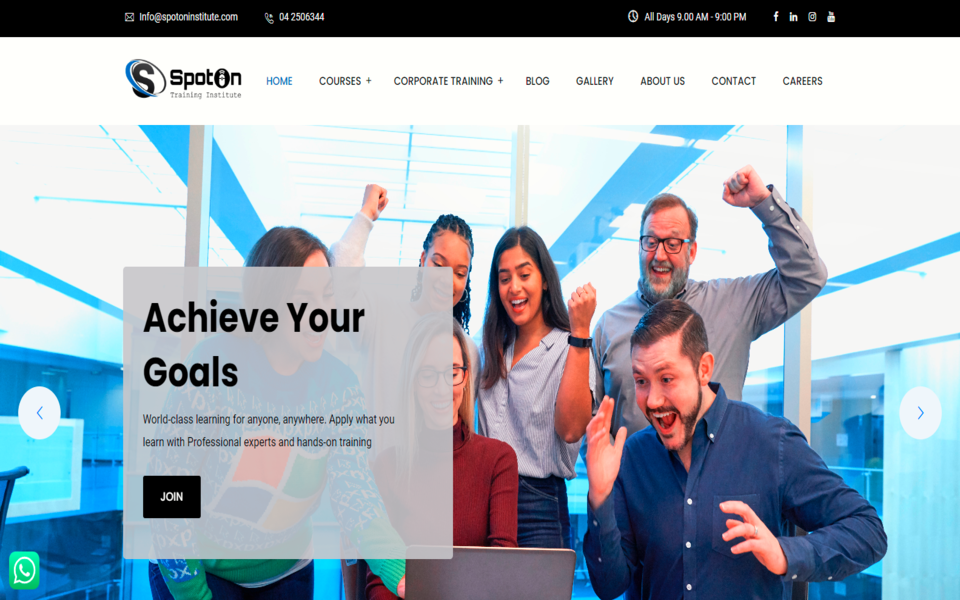 Info@spotoninstitute.com
04 2506344
All Days 9.00 AM - 9:00 PM
SpotOn
Training Institute
HOME
COURSES +
CORPORATE TRAINING +
BLOG
GALLERY
ABOUT US
CONTACT
CAREERS
Achieve Your
Goals
World-class learning for anyone, anywhere. Apply what you
learn with Professional experts and hands-on training
JOIN